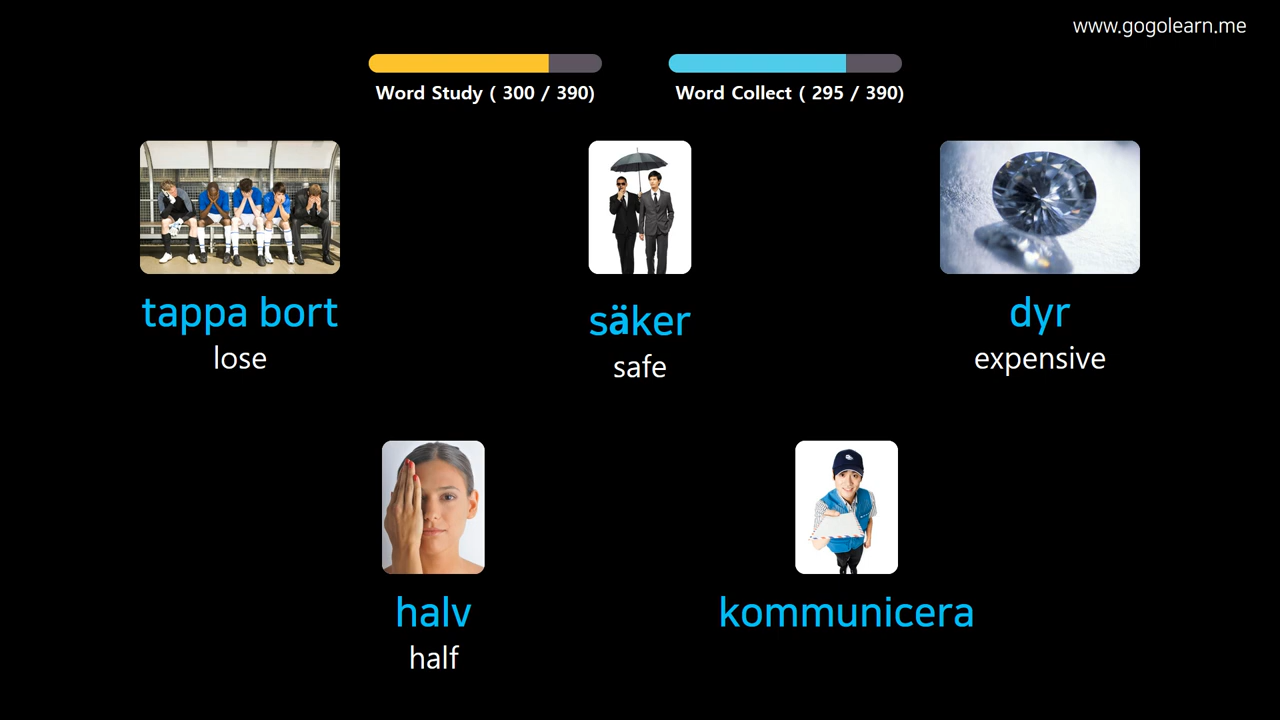 www.gogolearn.me
Word Study ( 300 / 390)
Word Collect ( 295 / 390)
tappa bort
lose
säker
safe
dyr
expensive
halv
half
kommunicera